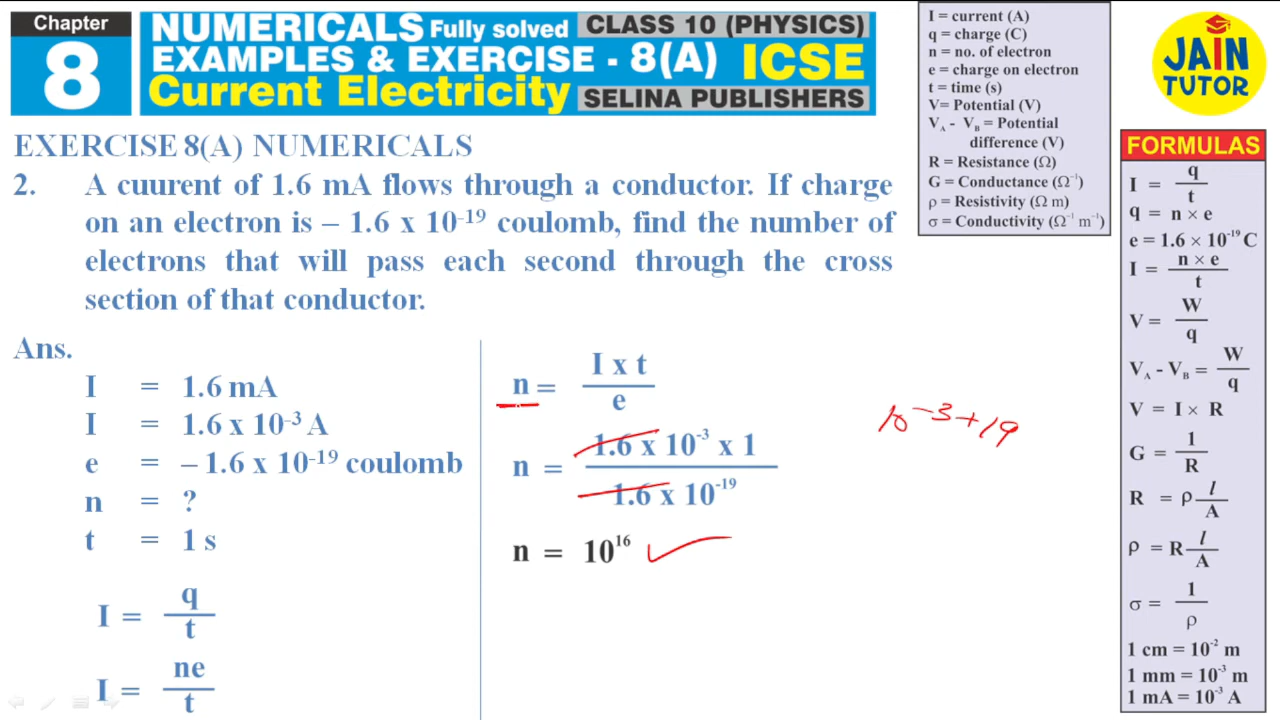 Chapter
8
NUMERICALS Fully solved
EXAMPLES & EXERCISE - 8(A)
Current Electricity
CLASS 10 (PHYSICS)
ICSE
SELINA PUBLISHERS
I = current (A)
q = charge (C)
n = no. of electron
e = charge on electron
t = time (s)
V= Potential (V)
V_A - V_B = Potential
difference (V)
R = Resistance (Ω)
G = Conductance (Ω⁻¹)
ρ = Resistivity (Ω m)
σ = Conductivity (Ω⁻¹ m⁻¹)
JAIN
TUTOR
EXERCISE 8(A) NUMERICALS
2. A cuurent of 1.6 mA flows through a conductor. If charge
on an electron is – 1.6 x 10⁻¹⁹ coulomb, find the number of
electrons that will pass each second through the cross
section of that conductor.
Ans.
I = 1.6 mA
I = 1.6 x 10⁻³ A
e = – 1.6 x 10⁻¹⁹ coulomb
n = ?
t = 1 s
I = q
t
I = ne
t
n = I x t
e
n = 1.6 x 10⁻³ x 1
1.6 x 10⁻¹⁹
n = 10¹⁶
10⁻³⁺¹⁹
FORMULAS
I = q
t
q = n × e
e = 1.6 × 10⁻¹⁹ C
I = n × e
t
V = W
q
V_A - V_B = W
q
V = I × R
G = 1
R
R = ρ l
A
ρ = R l
A
σ = 1
ρ
1 cm = 10⁻² m
1 mm = 10⁻³ m
1 mA = 10⁻³ A